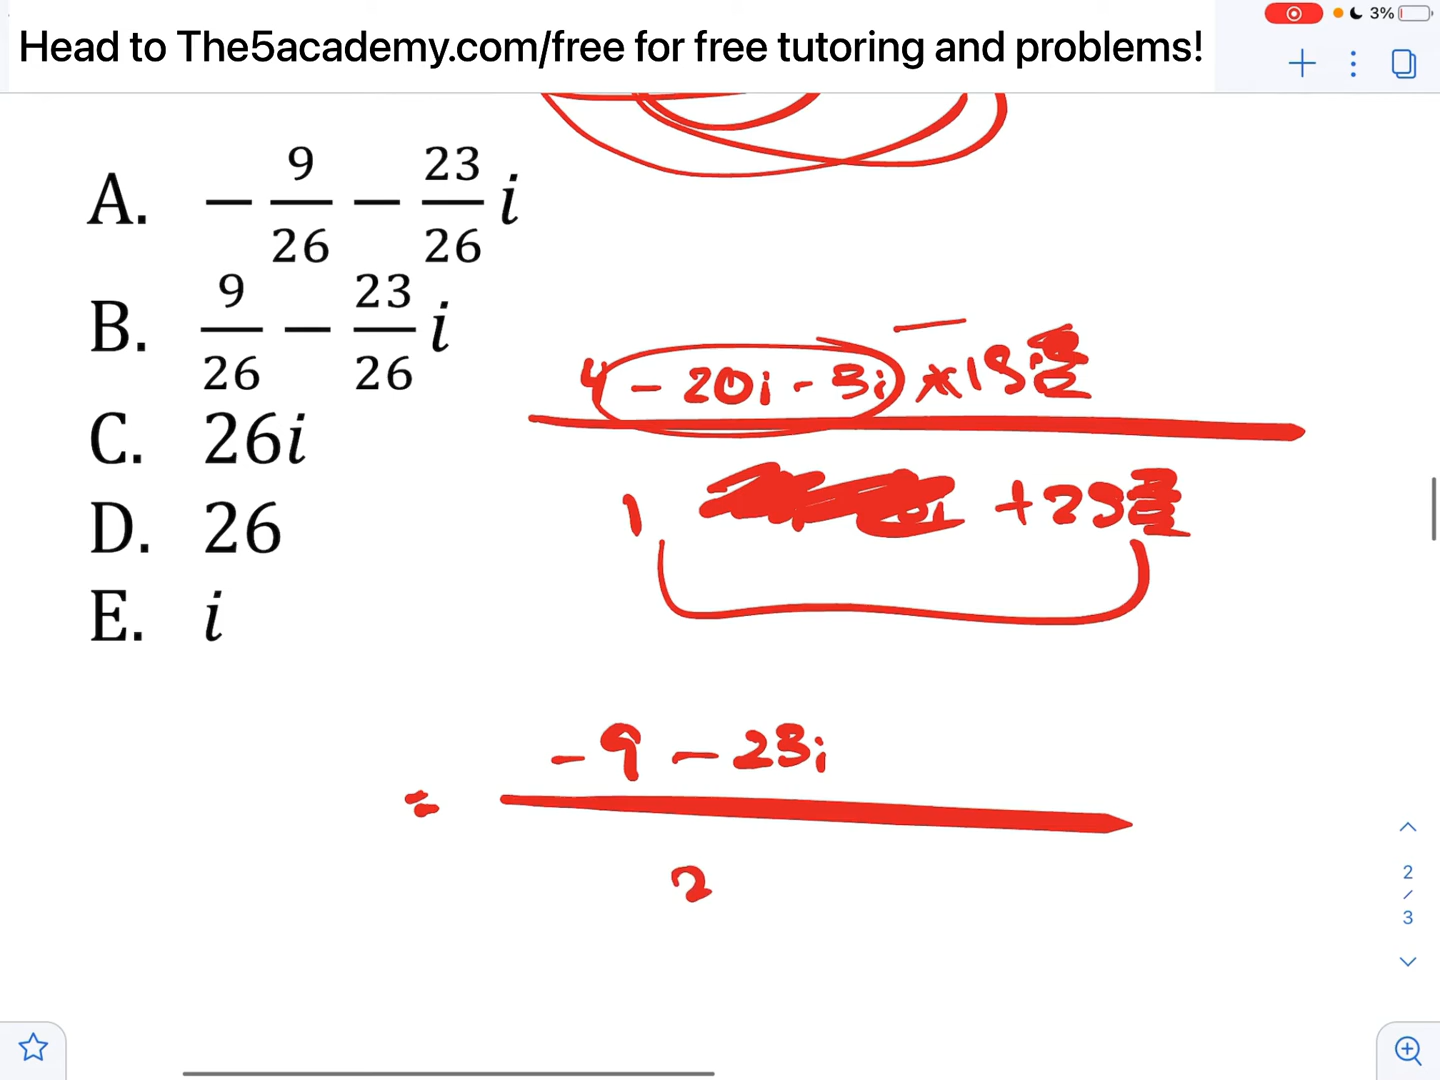 3%
Head to The5academy.com/free for free tutoring and problems!
A. -9/26 - 23/26 i
B. 9/26 - 23/26 i
C. 26i
D. 26
E. i
4 - 20i - 3i
1 + 25
= -9 - 23i
2
2
/
3